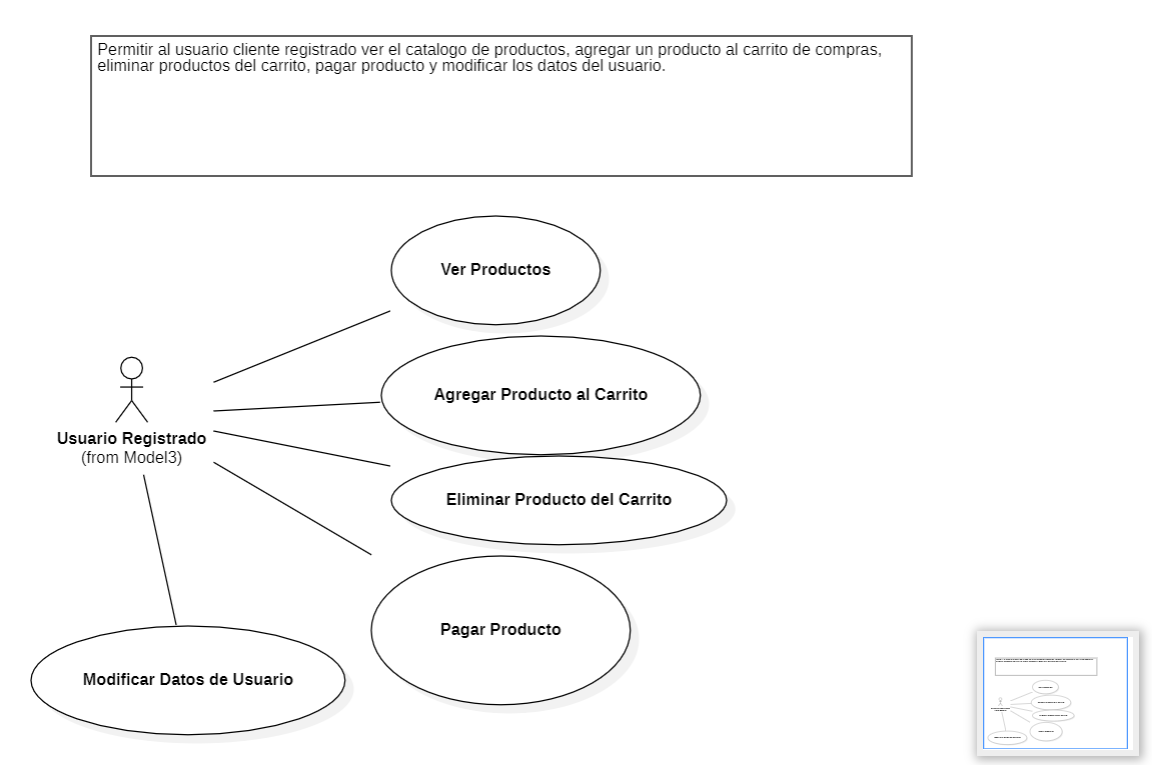 Permitir al usuario cliente registrado ver el catalogo de productos, agregar un producto al carrito de compras,
eliminar productos del carrito, pagar producto y modificar los datos del usuario.
Ver Productos
Agregar Producto al Carrito
Usuario Registrado
(from Model3)
Eliminar Producto del Carrito
Pagar Producto
Modificar Datos de Usuario